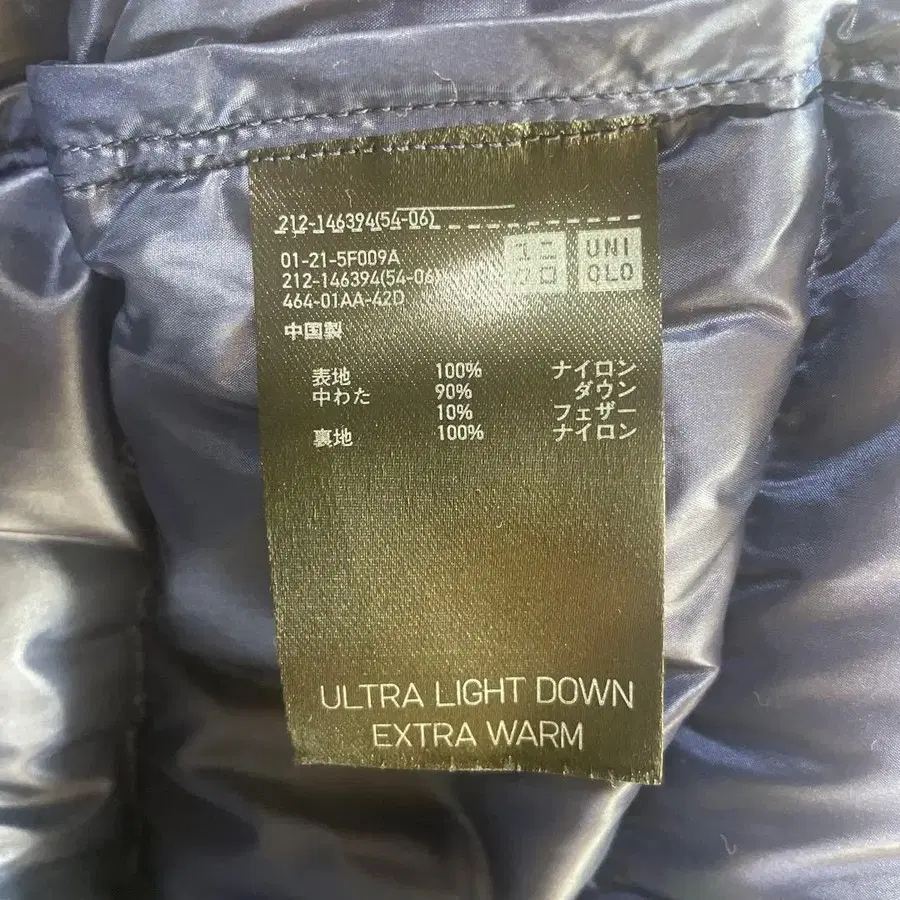 212-146394(54-06)
01-21-5F009A
212-146394(54-06)
464-01AA-42D
ユニ
クロ
UNI
QLO
中国製
表地 100% ナイロン
中わた 90% ダウン
10% フェザー
裏地 100% ナイロン
ULTRA LIGHT DOWN
EXTRA WARM